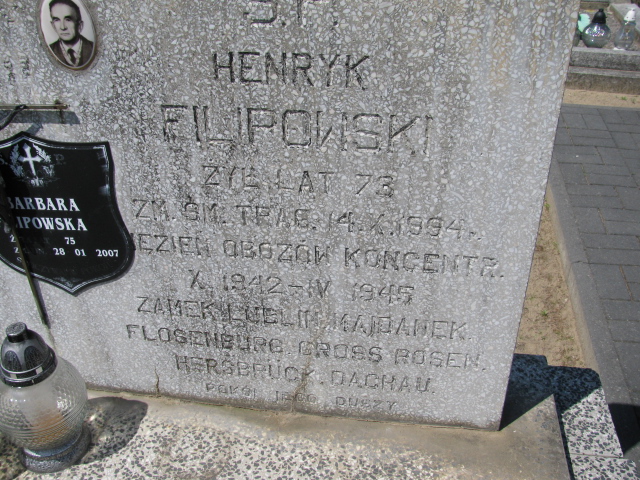 Ś.P.
HENRYK
FILIPOWSKI
ŻYŁ LAT 73
ZM. ŚM. TRAG. 14.X.1994.
WIĘZIEŃ OBOZÓW KONCENTR.
X. 1942-IV 1945
ZAMEK LUBLIN. MAJDANEK.
FLOSENBURG. GROSS ROSEN.
HERSBRUCK. DACHAU
POKÓJ JEGO DUSZY
BARBARA
LIPOWSKA
75
28 01 2007